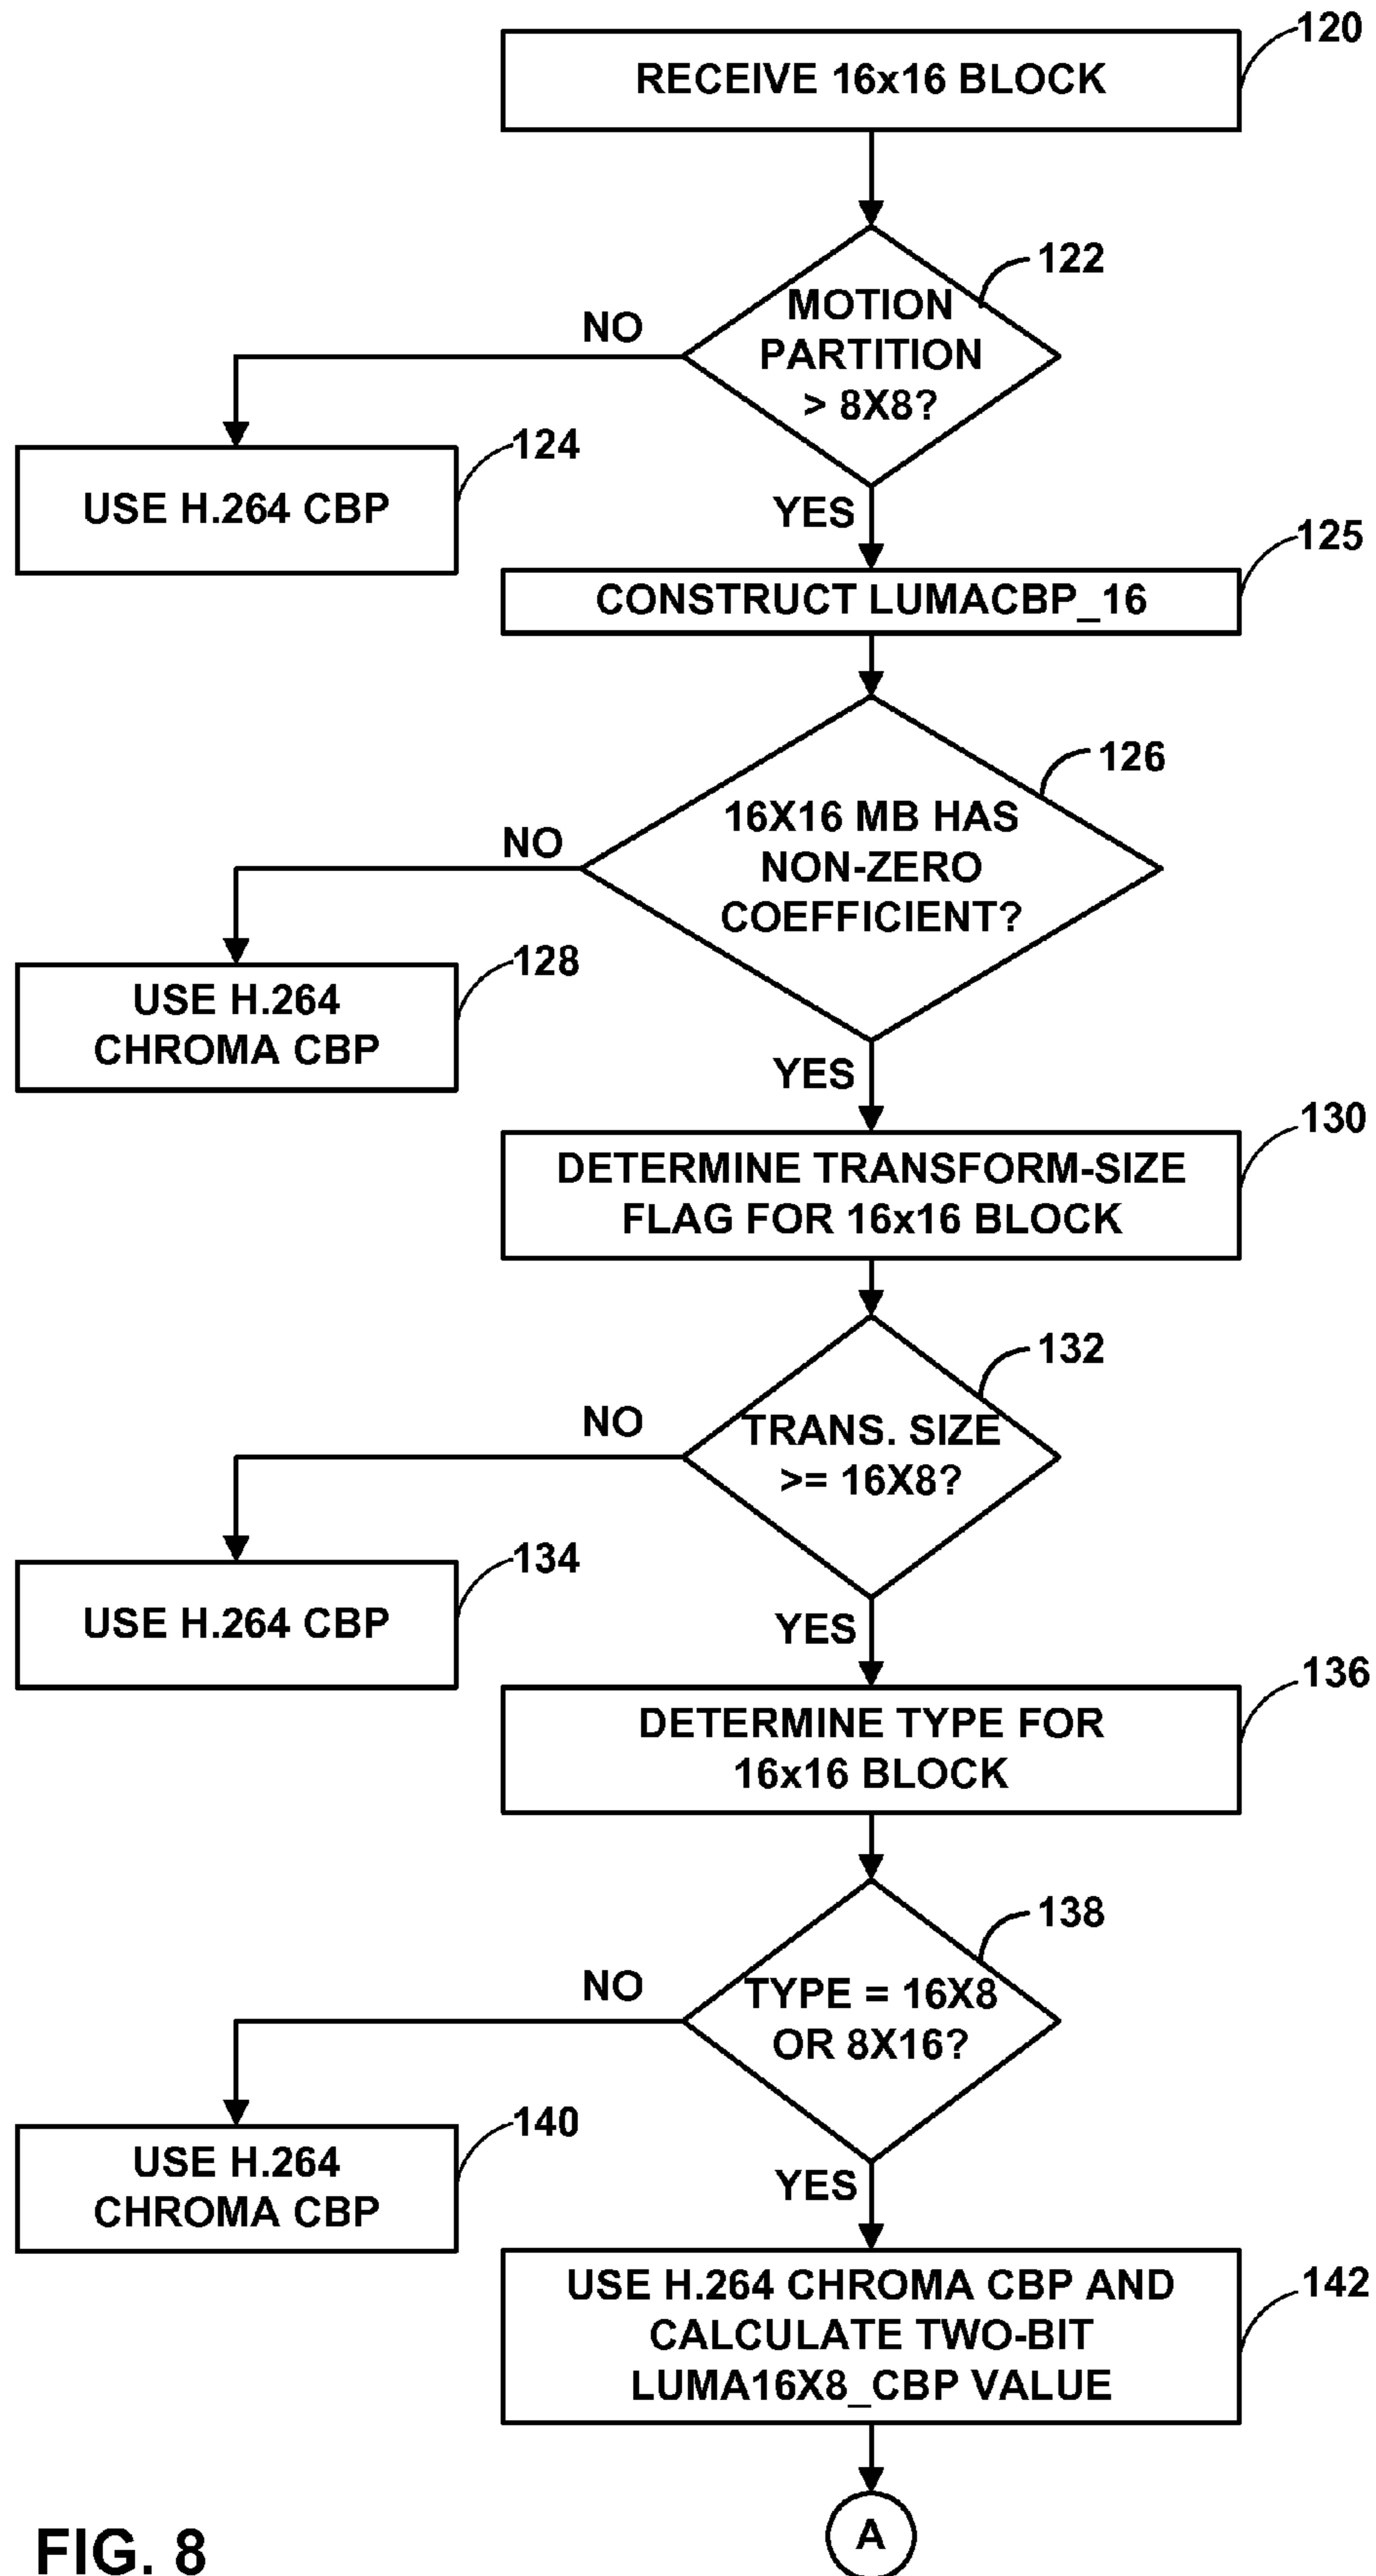 120
RECEIVE 16x16 BLOCK
122
MOTION
PARTITION
> 8X8?
NO
124
USE H.264 CBP
YES
125
CONSTRUCT LUMACBP_16
126
16X16 MB HAS
NON-ZERO
COEFFICIENT?
NO
128
USE H.264
CHROMA CBP
YES
130
DETERMINE TRANSFORM-SIZE
FLAG FOR 16x16 BLOCK
132
TRANS. SIZE
>= 16X8?
NO
134
USE H.264 CBP
YES
136
DETERMINE TYPE FOR
16x16 BLOCK
138
TYPE = 16X8
OR 8X16?
NO
140
USE H.264
CHROMA CBP
YES
142
USE H.264 CHROMA CBP AND
CALCULATE TWO-BIT
LUMA16X8_CBP VALUE
A
FIG. 8